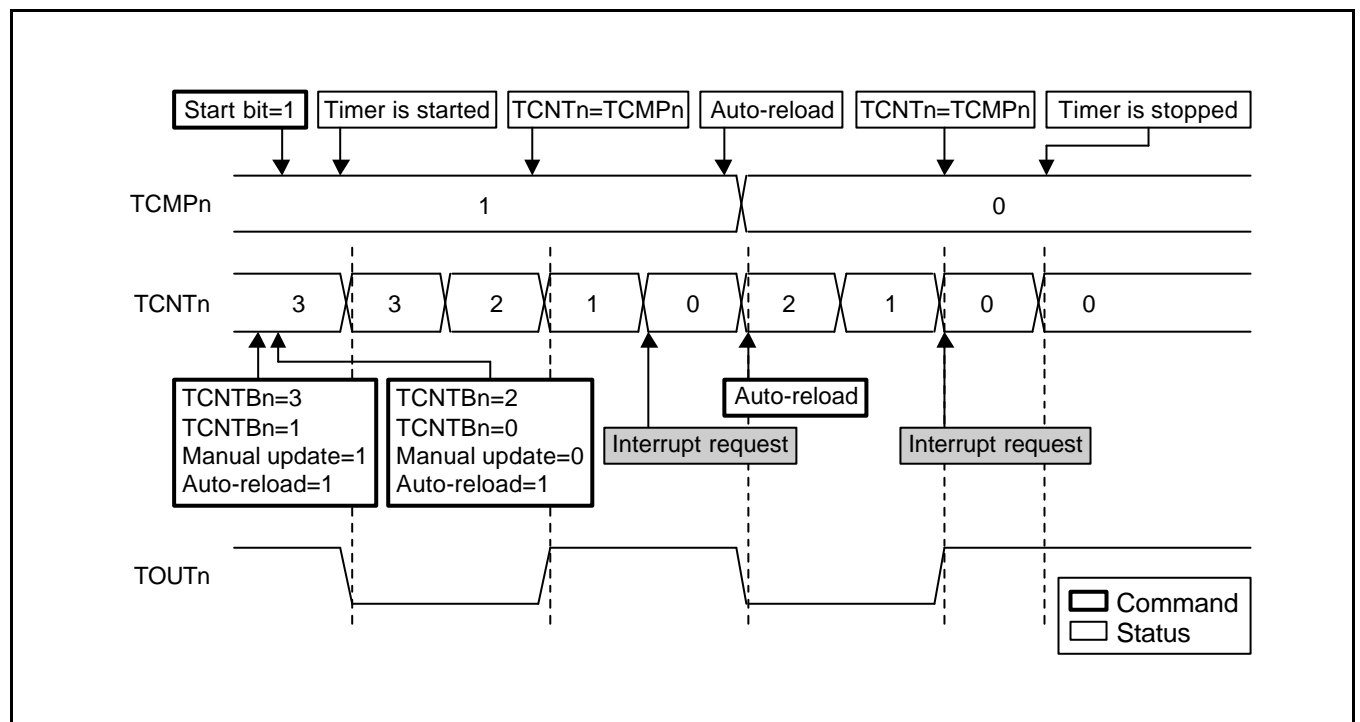 Start bit=1 Timer is started TCNTn=TCMPn Auto-reload TCNTn=TCMPn Timer is stopped
TCMPn 1 0
TCNTn 3 3 2 1 0 2 1 0 0
TCNTBn=3
TCNTBn=1
Manual update=1
Auto-reload=1
TCNTBn=2
TCNTBn=0
Manual update=0
Auto-reload=1
Auto-reload
Interrupt request Interrupt request
TOUTn
Command
Status